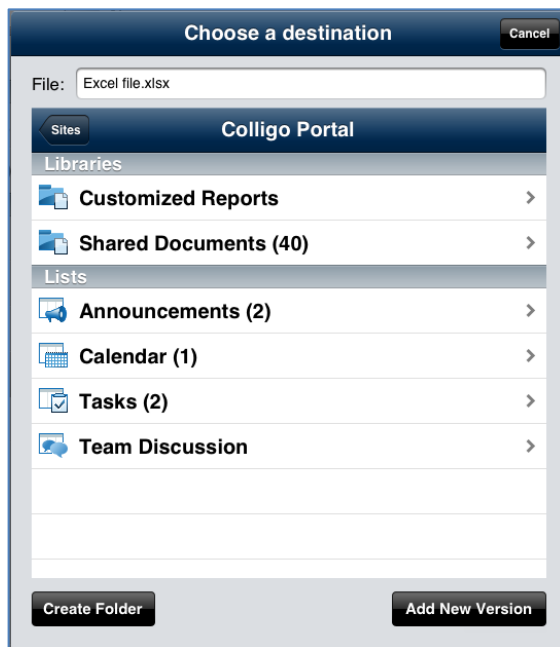 Choose a destination
Cancel
File: Excel file.xlsx
Sites
Colligo Portal
Libraries
Customized Reports
Shared Documents (40)
Lists
Announcements (2)
Calendar (1)
Tasks (2)
Team Discussion
Create Folder
Add New Version